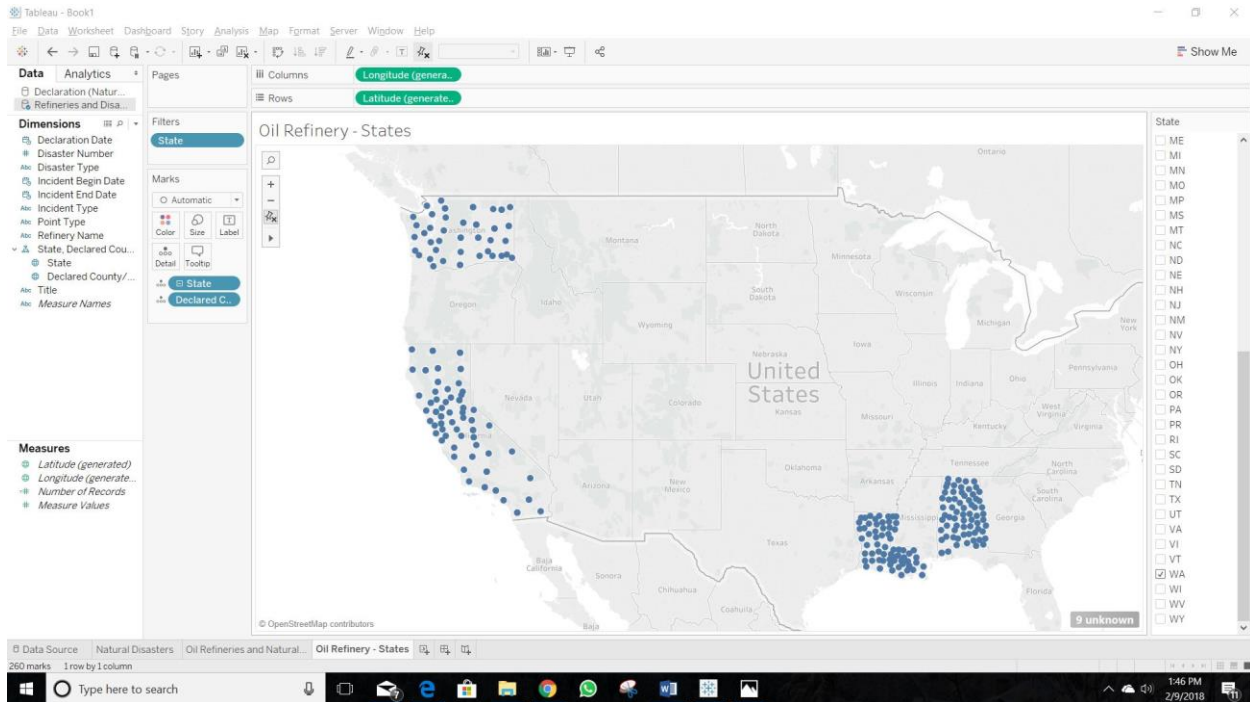 Tableau - Book1
File Data Worksheet Dashboard Story Analysis Map Format Server Window Help
Show Me
Data Analytics
Pages
Columns
Longitude (genera..
Declaration (Natur...
Refineries and Disa...
Rows
Latitude (generate..
Dimensions
Declaration Date
Disaster Number
Disaster Type
Incident Begin Date
Incident End Date
Incident Type
Point Type
Refinery Name
State, Declared Cou...
State
Declared County/...
Title
Measure Names
Measures
Latitude (generated)
Longitude (generate...
Number of Records
Measure Values
Filters
State
Marks
Automatic
Color Size Label
Detail Tooltip
State
Declared C..
Oil Refinery - States
Ontario
Washington
Montana
North
Dakota
Minnesota
Oregon
Idaho
South
Dakota
Wisconsin
Wyoming
Michigan
New
York
Iowa
Nebraska
United
States
Pennsylvania
Nevada
Utah
Colorado
Kansas
Illinois
Indiana
Ohio
Missouri
West
Virginia
Virginia
Kentucky
Oklahoma
Tennessee
North
Carolina
Arizona
New
Mexico
Arkansas
South
Carolina
Mississippi
Georgia
Texas
Baja
California
Sonora
Chihuahua
Florida
Coahuila
Baja
© OpenStreetMap contributors
9 unknown
State
ME
MI
MN
MO
MP
MS
MT
NC
ND
NE
NH
NJ
NM
NV
NY
OH
OK
OR
PA
PR
RI
SC
SD
TN
TX
UT
VA
VI
VT
WA
WI
WV
WY
Data Source Natural Disasters Oil Refineries and Natural... Oil Refinery - States
260 marks 1 row by 1 column
Type here to search
1:46 PM
2/9/2018